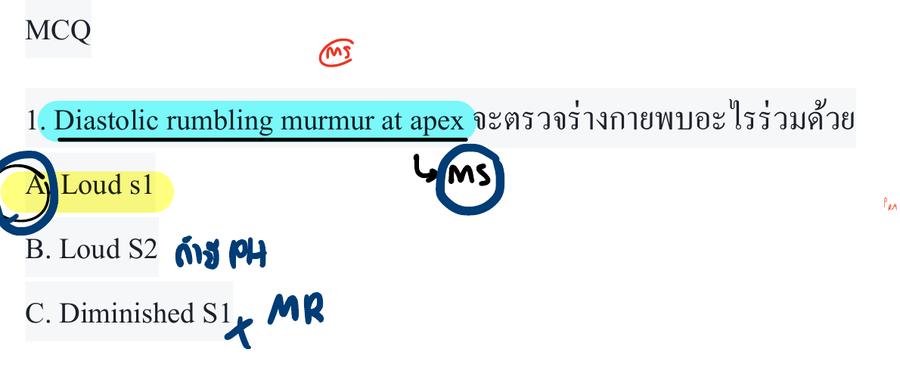 MCQ
MS
1. Diastolic rumbling murmur at apex จะตรวจร่างกายพบอะไรร่วมด้วย
MS
A. Loud s1
B. Loud S2 ถ้ามี PH
C. Diminished S1 MR